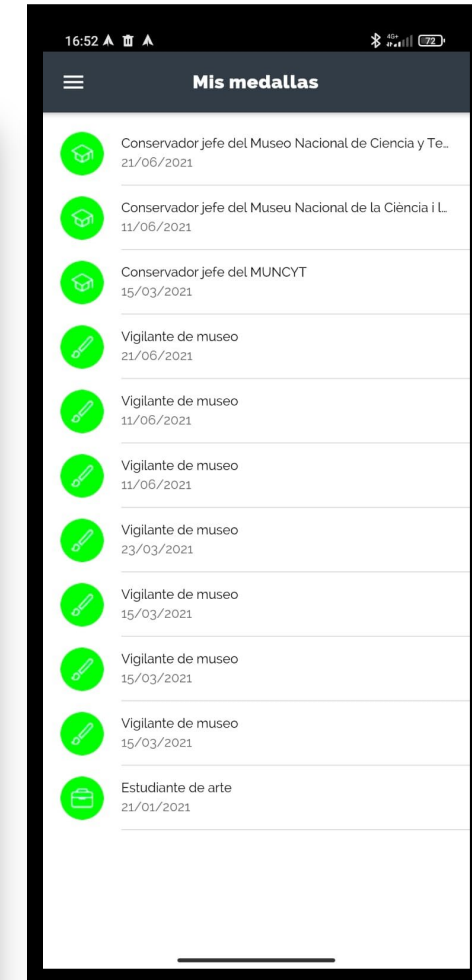 16:52
4G+
72
Mis medallas
Conservador jefe del Museo Nacional de Ciencia y Te...
21/06/2021
Conservador jefe del Museu Nacional de la Ciència i l...
11/06/2021
Conservador jefe del MUNCYT
15/03/2021
Vigilante de museo
21/06/2021
Vigilante de museo
11/06/2021
Vigilante de museo
11/06/2021
Vigilante de museo
23/03/2021
Vigilante de museo
15/03/2021
Vigilante de museo
15/03/2021
Vigilante de museo
15/03/2021
Estudiante de arte
21/01/2021